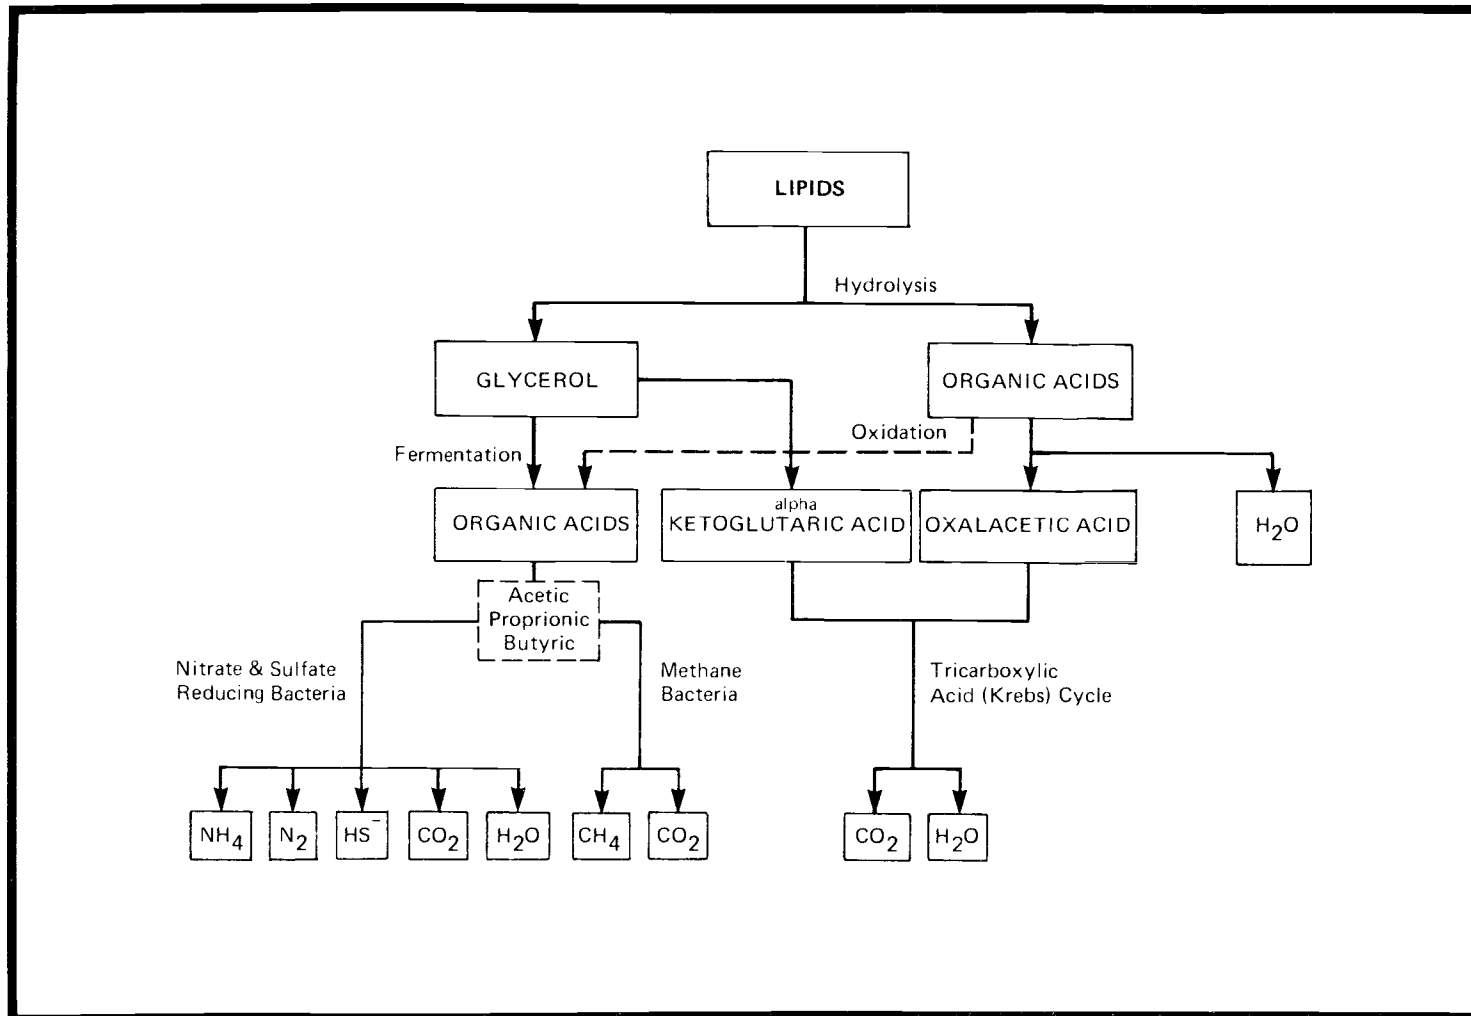 LIPIDS
Hydrolysis
GLYCEROL
ORGANIC ACIDS
Oxidation
Fermentation
ORGANIC ACIDS
alpha
KETOGLUTARIC ACID
OXALACETIC ACID
H2O
Acetic
Proprionic
Butyric
Nitrate & Sulfate
Reducing Bacteria
Methane
Bacteria
Tricarboxylic
Acid (Krebs) Cycle
NH4
N2
HS⁻
CO2
H2O
CH4
CO2
CO2
H2O